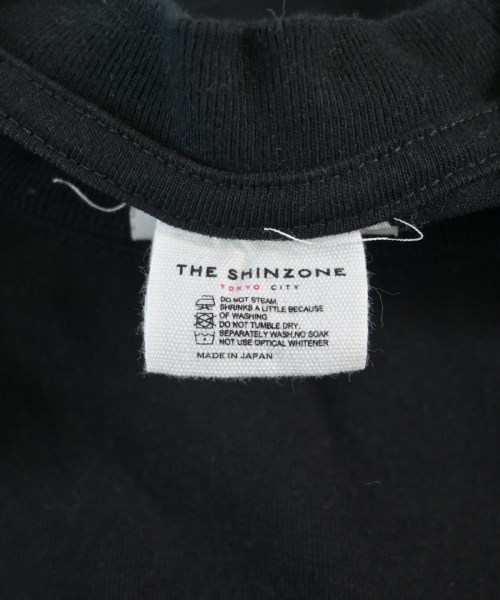 THE SHINZONE
TOKYO CITY
DO NOT STEAM.
SHRINKS A LITTLE BECAUSE
OF WASHING
DO NOT TUMBLE DRY.
SEPARATELY WASH,NO SOAK
NOT USE OPTICAL WHITENER
MADE IN JAPAN